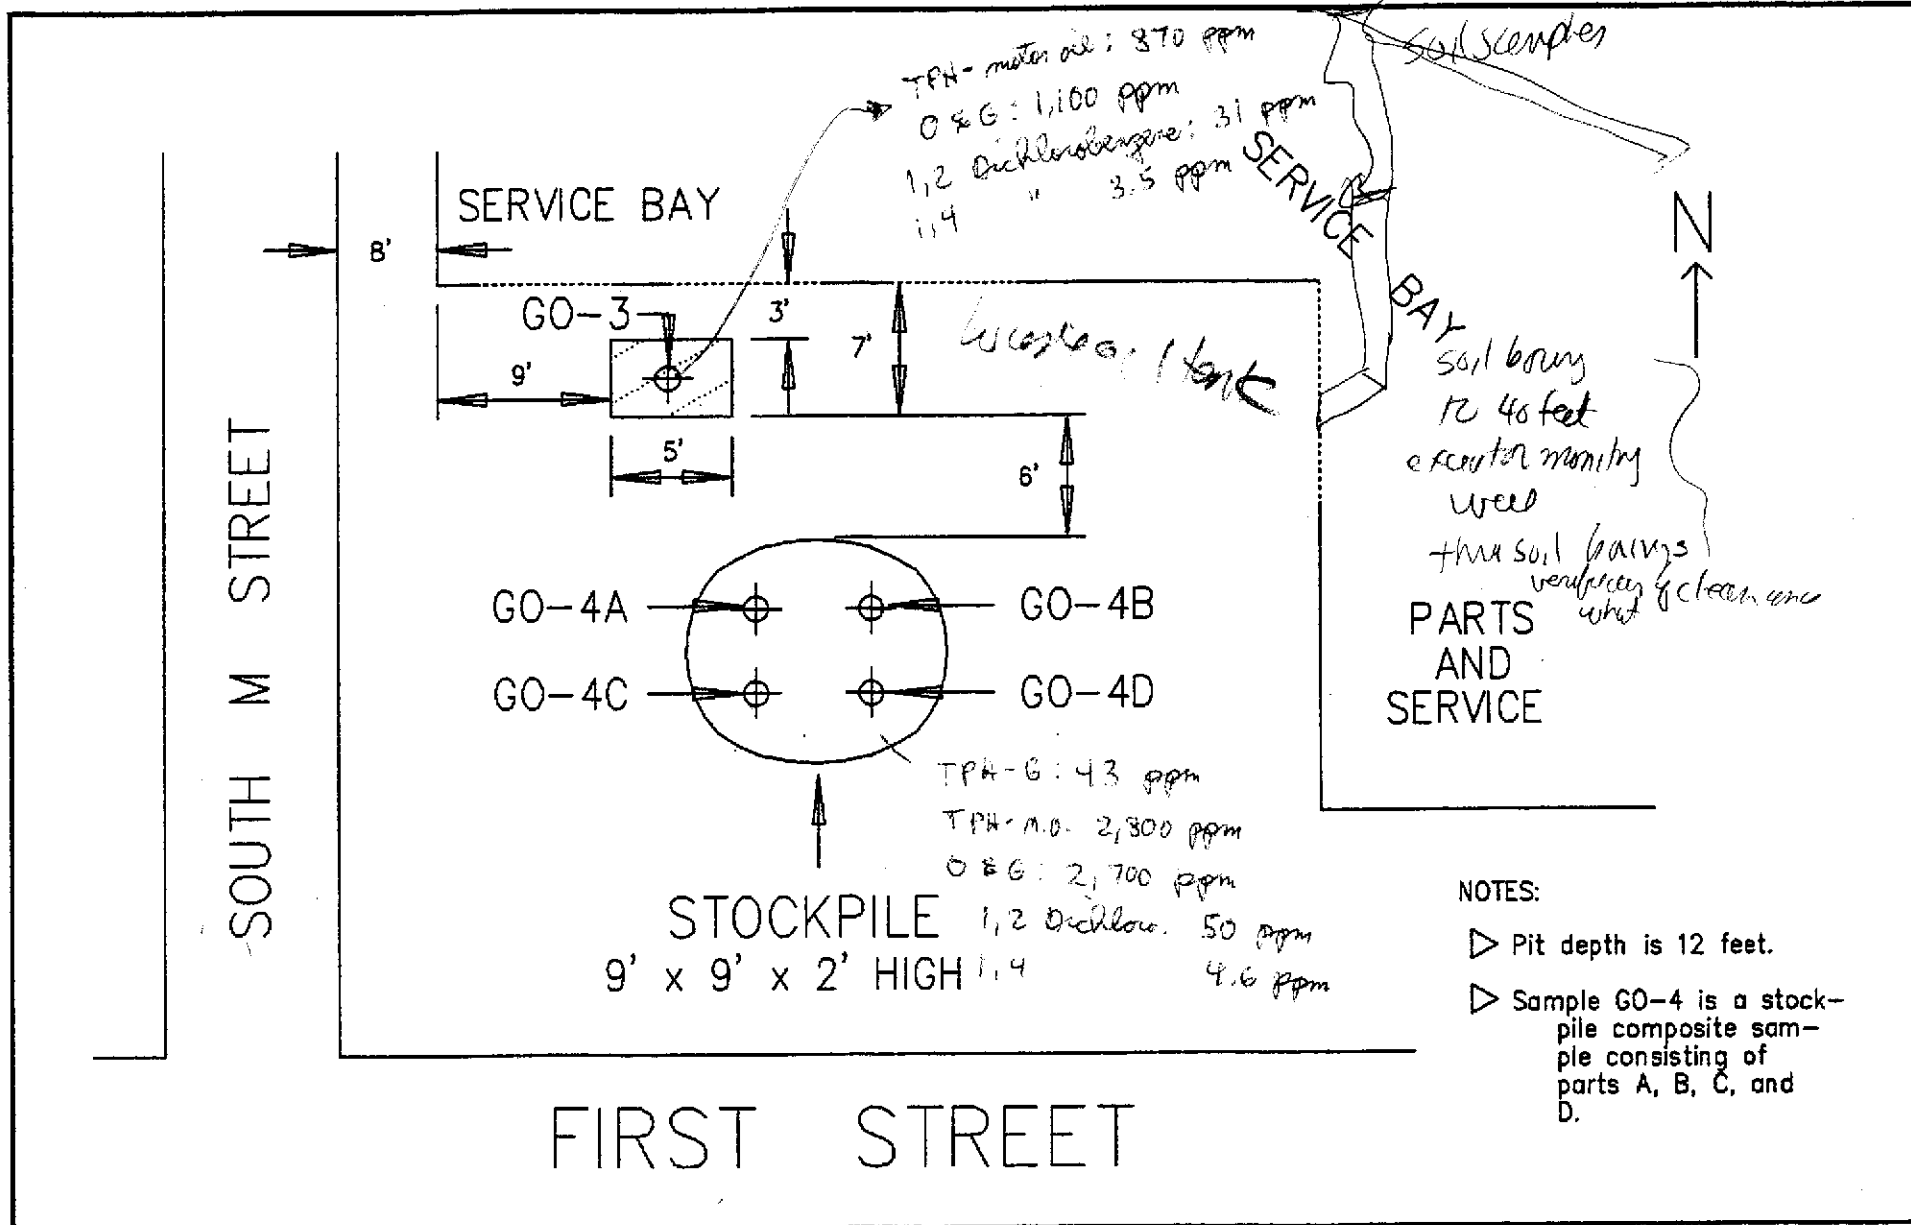 soil samples
TPH- motor oil : 870 ppm
O & G : 1,100 ppm
1,2 Dichlorobenzene : 31 ppm
1,4 " 3.5 ppm
SERVICE BAY
SERVICE BAY
N
8'
GO-3
3'
7'
9'
5'
6'
waste oil tank
soil boring
to 40 feet
well
soil borings
what
SOUTH M STREET
GO-4A
GO-4B
GO-4C
GO-4D
PARTS
AND
SERVICE
TPH-G : 43 ppm
TPH- M.O. 2,800 ppm
O & G : 2,700 ppm
1,2 Dichloro. 50 ppm
1,4 4.6 ppm
STOCKPILE
9' x 9' x 2' HIGH
NOTES:
▷ Pit depth is 12 feet.
▷ Sample GO-4 is a stock-
pile composite sam-
ple consisting of
parts A, B, C, and
D.
FIRST STREET